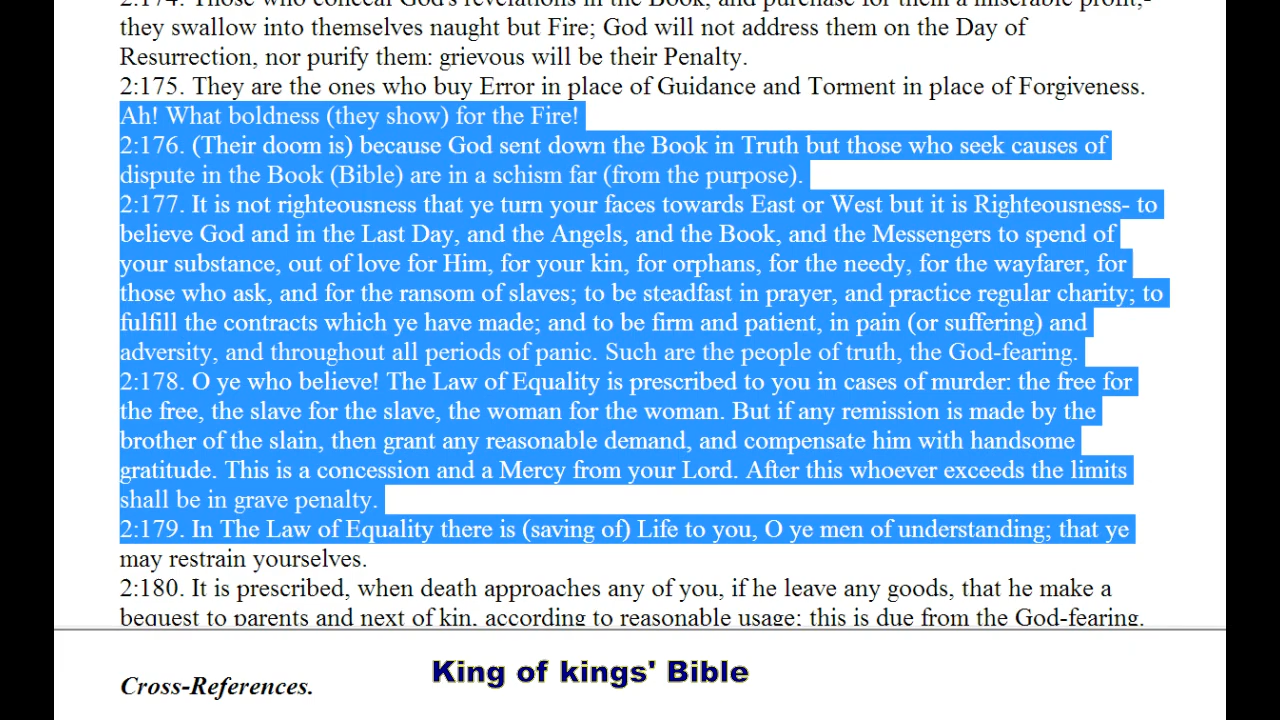 2:174. Those who conceal God's revelations in the Book, and purchase for them a miserable profit,-
they swallow into themselves naught but Fire; God will not address them on the Day of
Resurrection, nor purify them: grievous will be their Penalty.
2:175. They are the ones who buy Error in place of Guidance and Torment in place of Forgiveness.
Ah! What boldness (they show) for the Fire!
2:176. (Their doom is) because God sent down the Book in Truth but those who seek causes of
dispute in the Book (Bible) are in a schism far (from the purpose).
2:177. It is not righteousness that ye turn your faces towards East or West but it is Righteousness- to
believe God and in the Last Day, and the Angels, and the Book, and the Messengers to spend of
your substance, out of love for Him, for your kin, for orphans, for the needy, for the wayfarer, for
those who ask, and for the ransom of slaves; to be steadfast in prayer, and practice regular charity; to
fulfill the contracts which ye have made; and to be firm and patient, in pain (or suffering) and
adversity, and throughout all periods of panic. Such are the people of truth, the God-fearing.
2:178. O ye who believe! The Law of Equality is prescribed to you in cases of murder: the free for
the free, the slave for the slave, the woman for the woman. But if any remission is made by the
brother of the slain, then grant any reasonable demand, and compensate him with handsome
gratitude. This is a concession and a Mercy from your Lord. After this whoever exceeds the limits
shall be in grave penalty.
2:179. In The Law of Equality there is (saving of) Life to you, O ye men of understanding; that ye
may restrain yourselves.
2:180. It is prescribed, when death approaches any of you, if he leave any goods, that he make a
bequest to parents and next of kin, according to reasonable usage; this is due from the God-fearing.
King of kings' Bible
Cross-References.